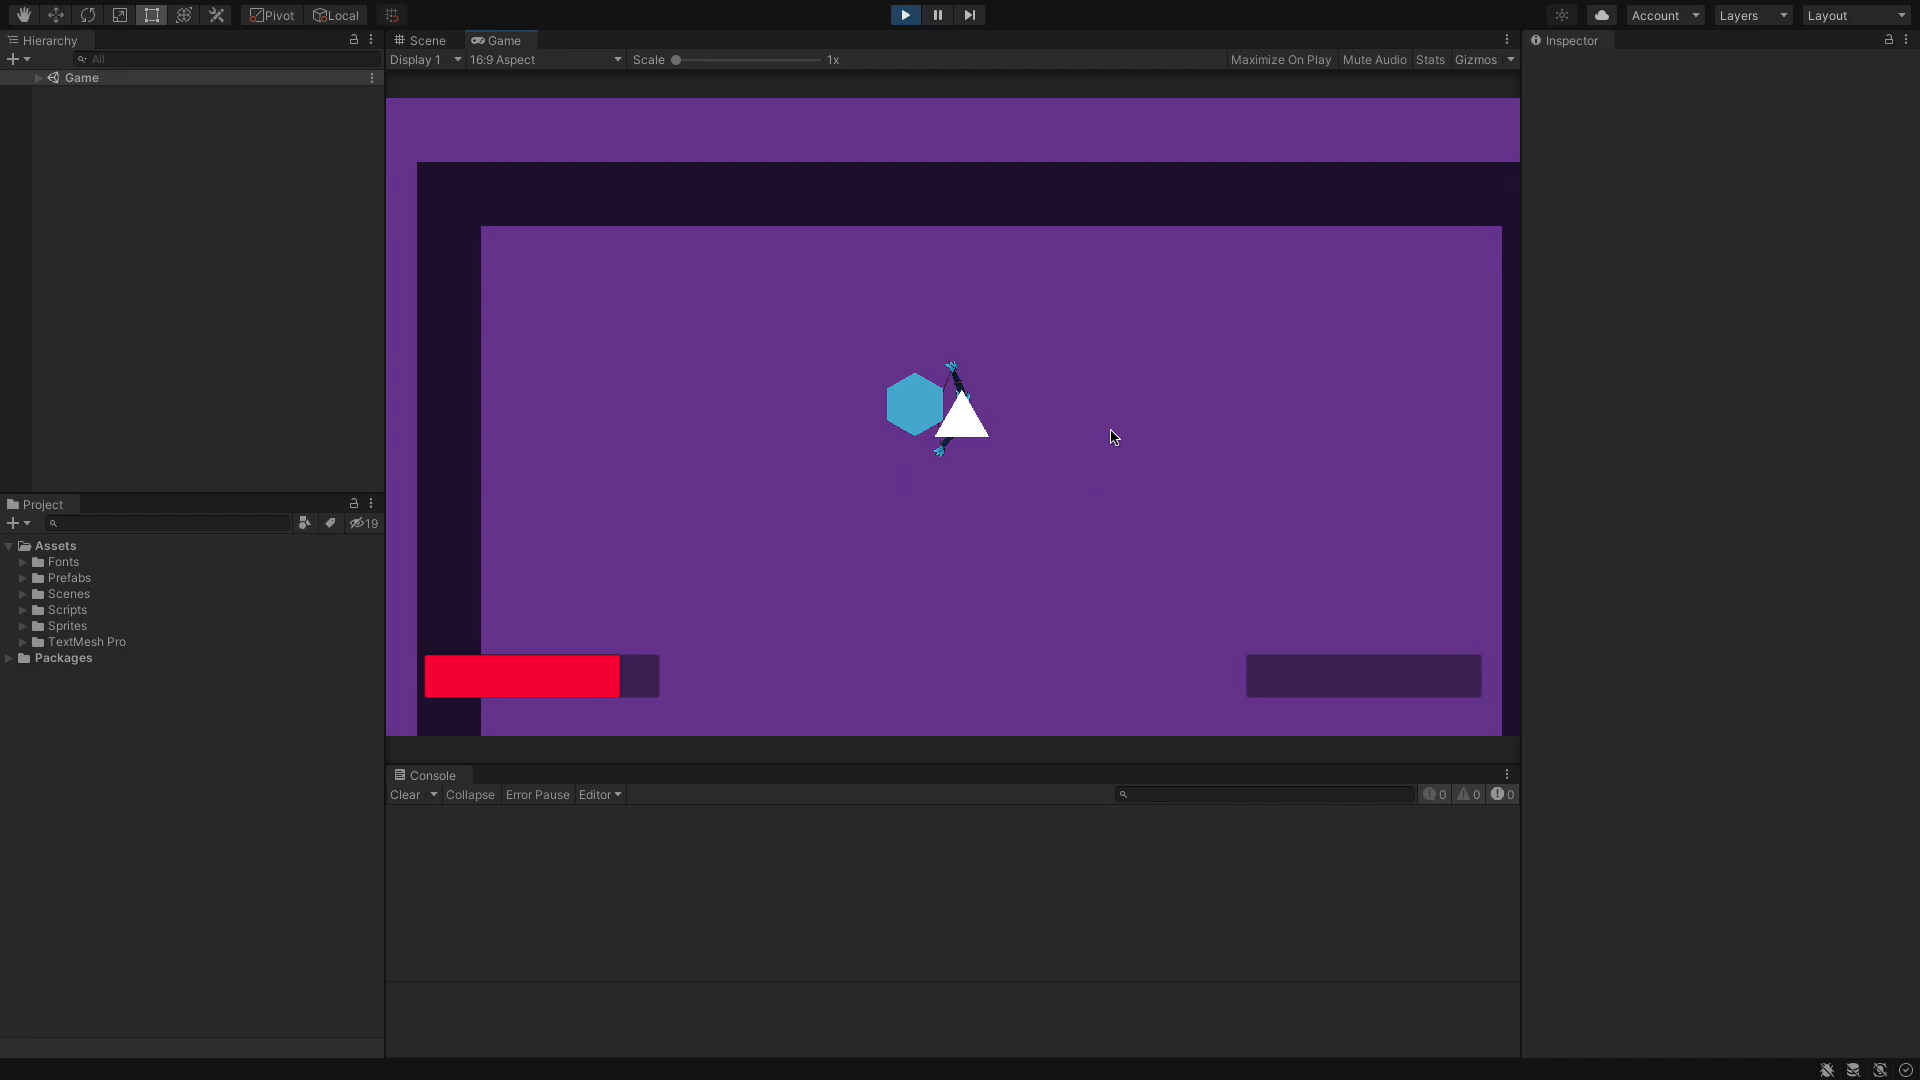 Pivot Local Account Layers Layout
Hierarchy
All
Game
Scene Game
Display 1 16:9 Aspect Scale 1x Maximize On Play Mute Audio Stats Gizmos
Inspector
Project
19
Assets
Fonts
Prefabs
Scenes
Scripts
Sprites
TextMesh Pro
Packages
Console
Clear Collapse Error Pause Editor 0 0 0